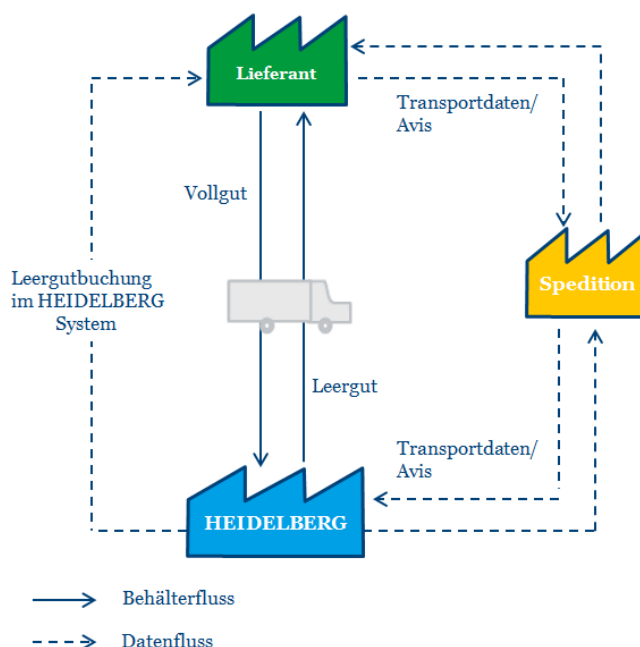 Lieferant
Transportdaten/
Avis
Vollgut
Spedition
Leergutbuchung
im HEIDELBERG
System
Leergut
Transportdaten/
Avis
HEIDELBERG
Behälterfluss
Datenfluss